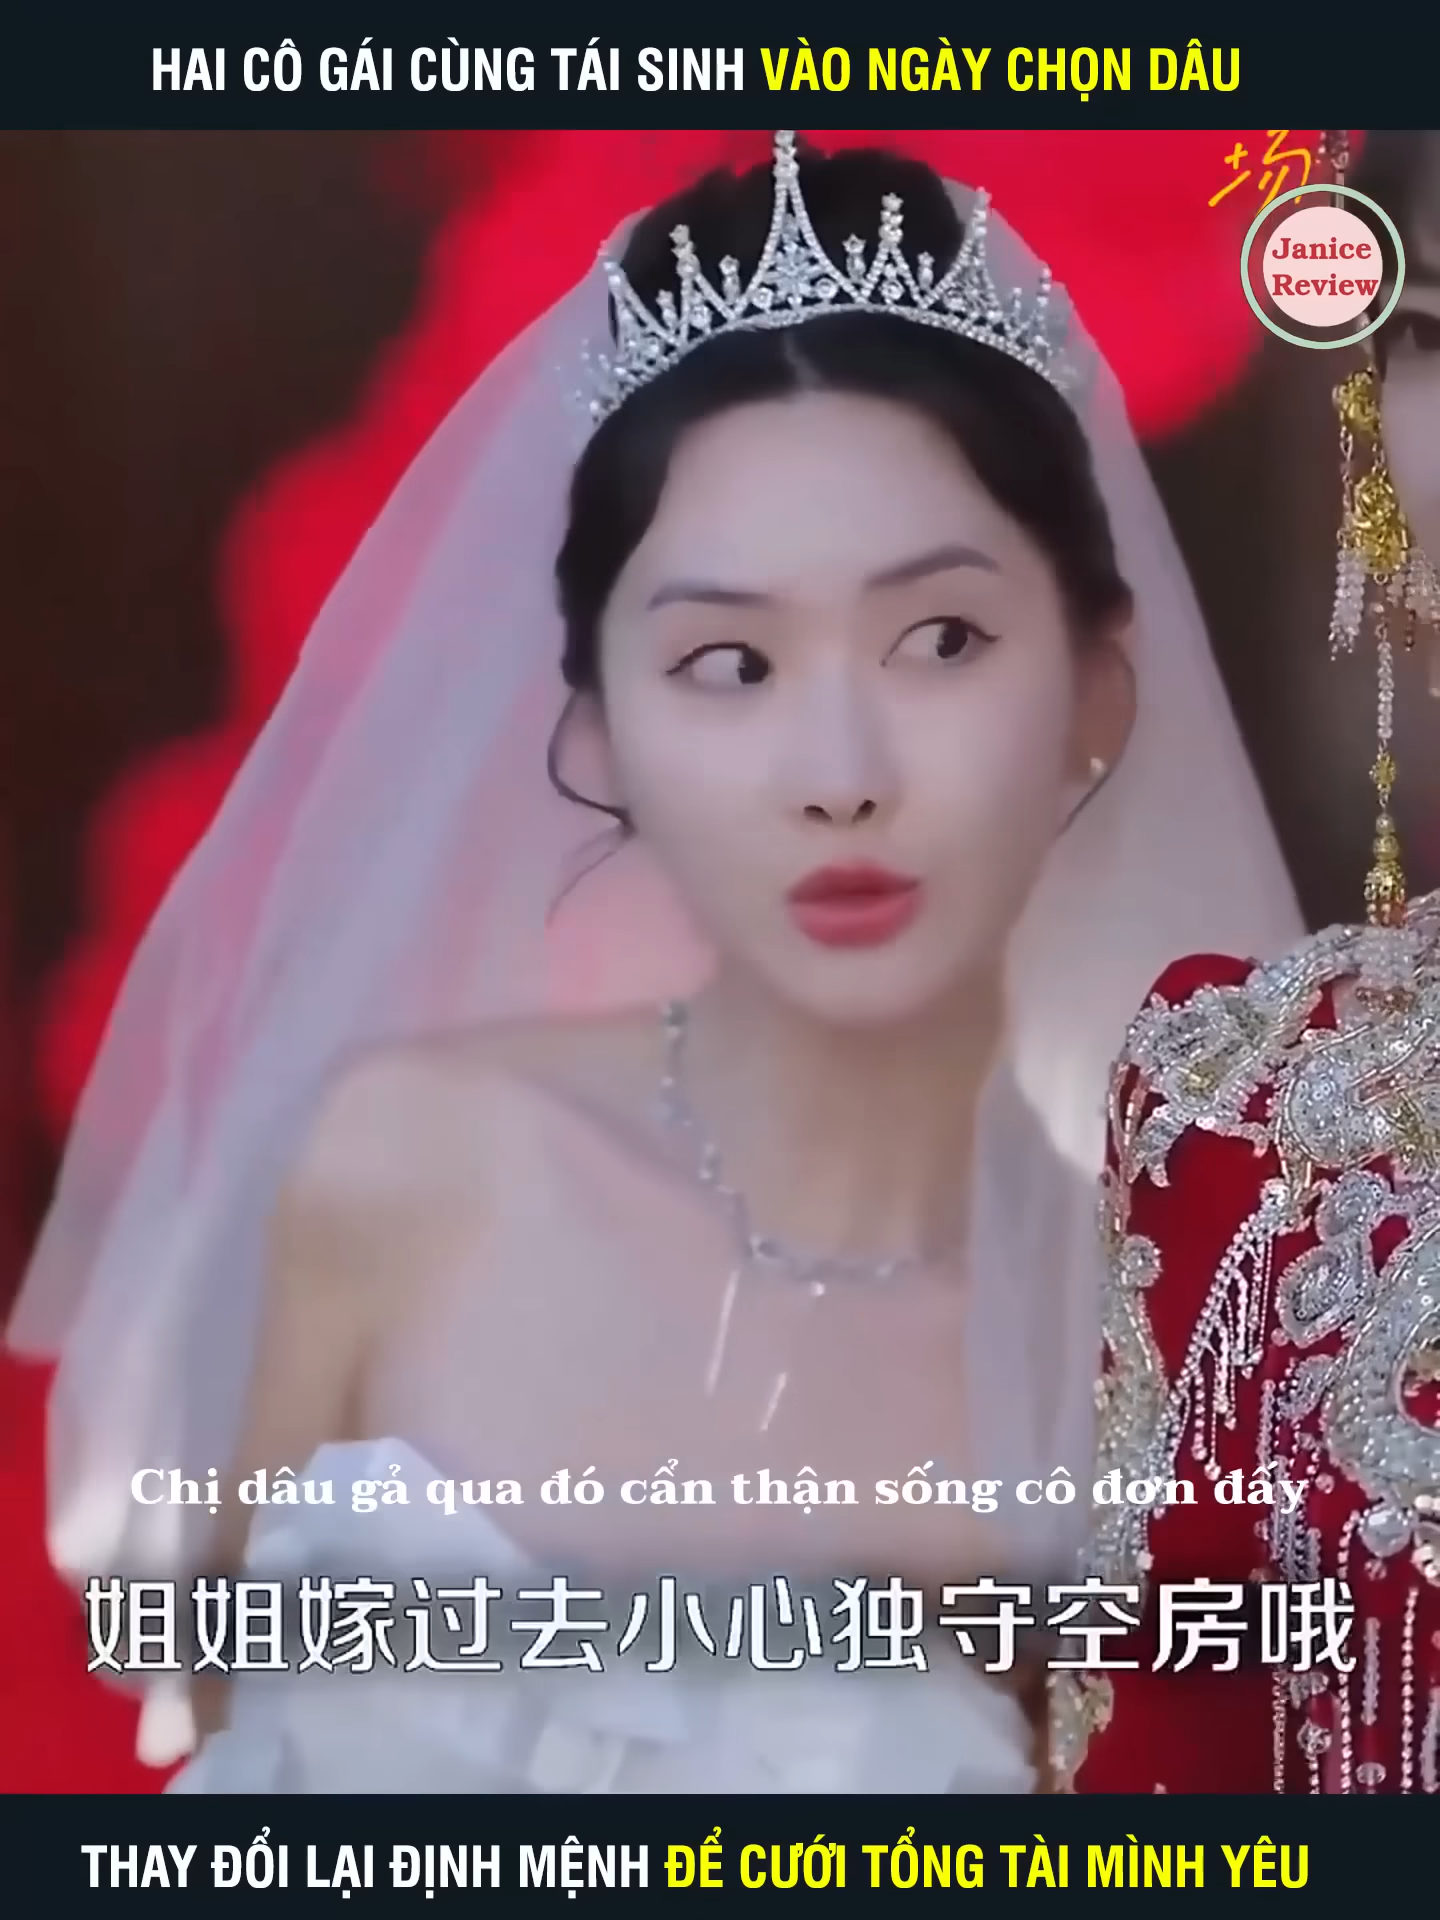 HAI CÔ GÁI CÙNG TÁI SINH VÀO NGÀY CHỌN DÂU
场
Janice
Review
Chị dâu gả qua đó cẩn thận sống cô đơn đấy
姐姐嫁过去小心独守空房哦
THAY ĐỔI LẠI ĐỊNH MỆNH ĐỂ CƯỚI TỔNG TÀI MÌNH YÊU